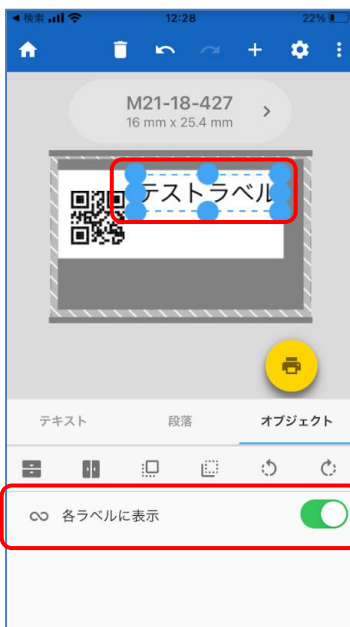 検索
12:28
22%
M21-18-427
16 mm x 25.4 mm
テストラベル
テキスト
段落
オブジェクト
各ラベルに表示